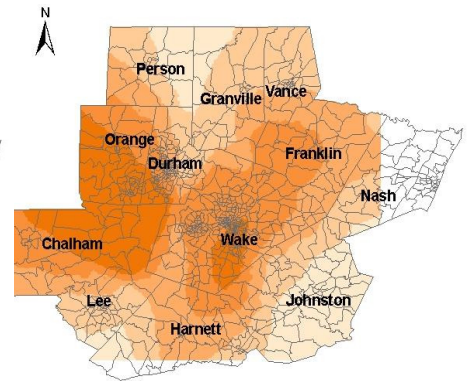 N
Person
Granville
Vance
Orange
Durham
Franklin
Nash
Chalham
Wake
Lee
Johnston
Harnett